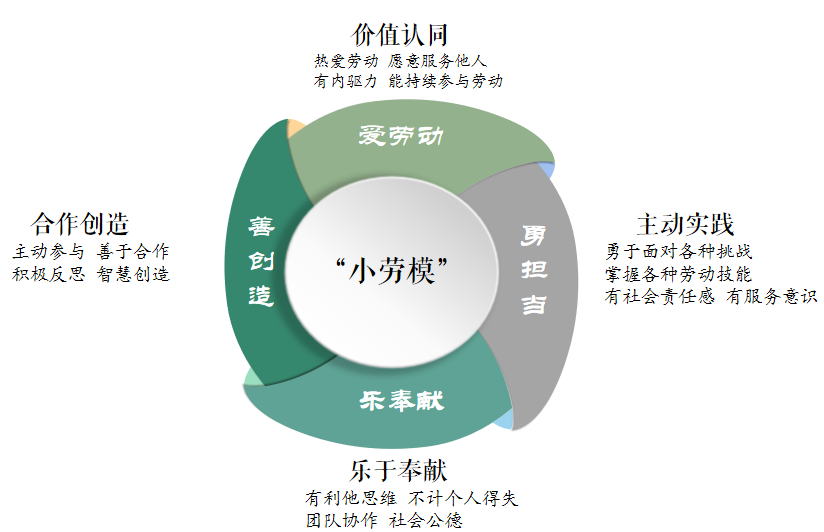 价值认同
热爱劳动 愿意服务他人
有内驱力 能持续参与劳动
爱劳动
合作创造
主动参与 善于合作
积极反思 智慧创造
善创造
“小劳模”
勇担当
主动实践
勇于面对各种挑战
掌握各种劳动技能
有社会责任感 有服务意识
乐奉献
乐于奉献
有利他思维 不计个人得失
团队协作 社会公德